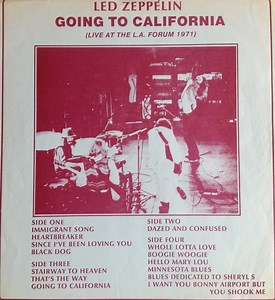 LED ZEPPELIN
GOING TO CALIFORNIA
(LIVE AT THE L.A. FORUM 1971)
SIDE ONE
IMMIGRANT SONG
HEARTBREAKER
SINCE I'VE BEEN LOVING YOU
BLACK DOG
SIDE THREE
STAIRWAY TO HEAVEN
THAT'S THE WAY
GOING TO CALIFORNIA
SIDE TWO
DAZED AND CONFUSED
SIDE FOUR
WHOLE LOTTA LOVE
BOOGIE WOOGIE
HELLO MARY LOU
MINNESOTA BLUES
BLUES DEDICATED TO SHERYL S
I WANT YOU BONNY AIRPORT BUT
YOU SHOOK ME